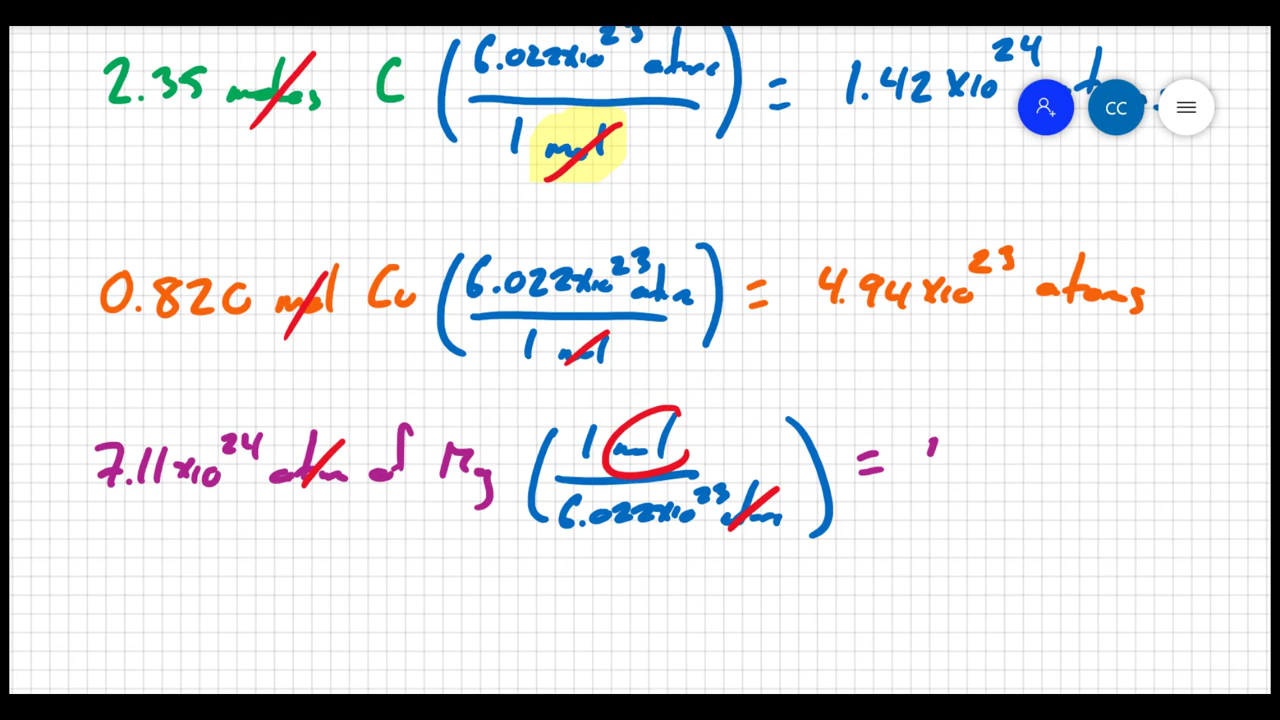 2.35 moles C (6.022x10^23 atoms / 1 mol) = 1.42x10^24
CC
0.820 mol Cu (6.022x10^23 atoms / 1 mol) = 4.94x10^23 atoms
7.11x10^24 atoms of Mg (1 mol / 6.022x10^23 atoms) =